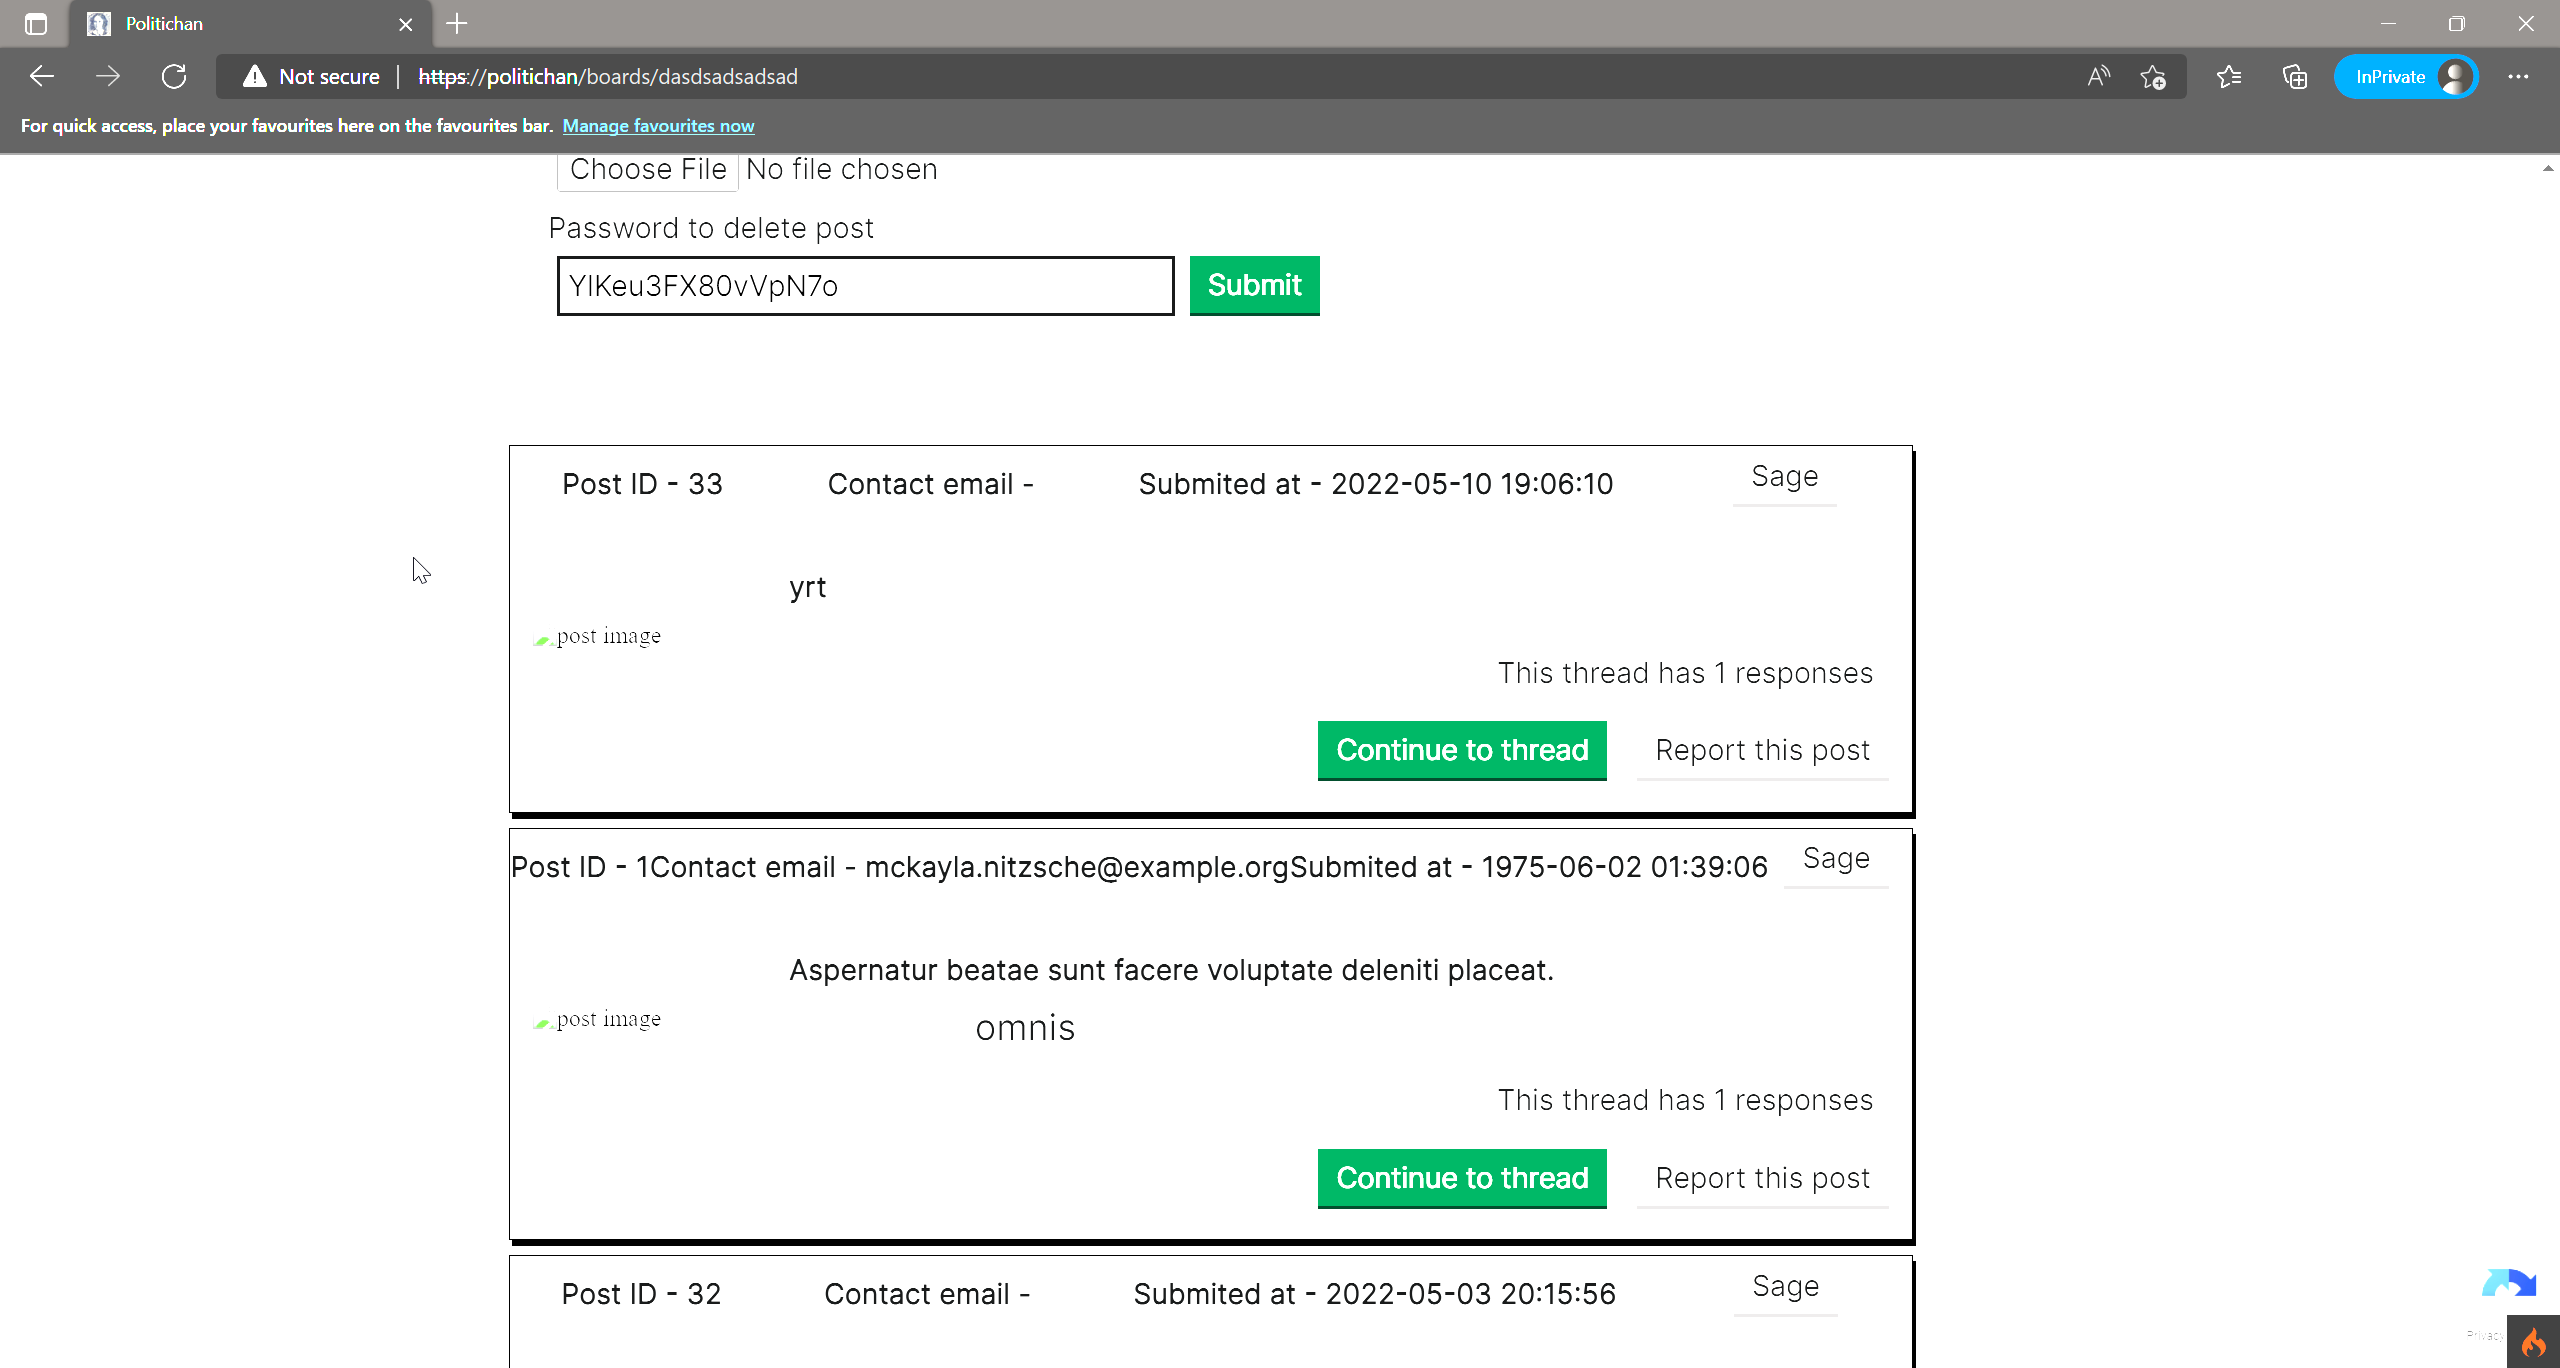 Politichan
Not secure | https://politichan/boards/dasdsadsadsad
InPrivate
For quick access, place your favourites here on the favourites bar. Manage favourites now
Choose File No file chosen
Password to delete post
YIKeu3FX80vVpN7o Submit
Post ID - 33 Contact email - Submited at - 2022-05-10 19:06:10 Sage
yrt
post image
This thread has 1 responses
Continue to thread Report this post
Post ID - 1Contact email - mckayla.nitzsche@example.orgSubmited at - 1975-06-02 01:39:06 Sage
Aspernatur beatae sunt facere voluptate deleniti placeat.
post image
omnis
This thread has 1 responses
Continue to thread Report this post
Post ID - 32 Contact email - Submited at - 2022-05-03 20:15:56 Sage
Privacy